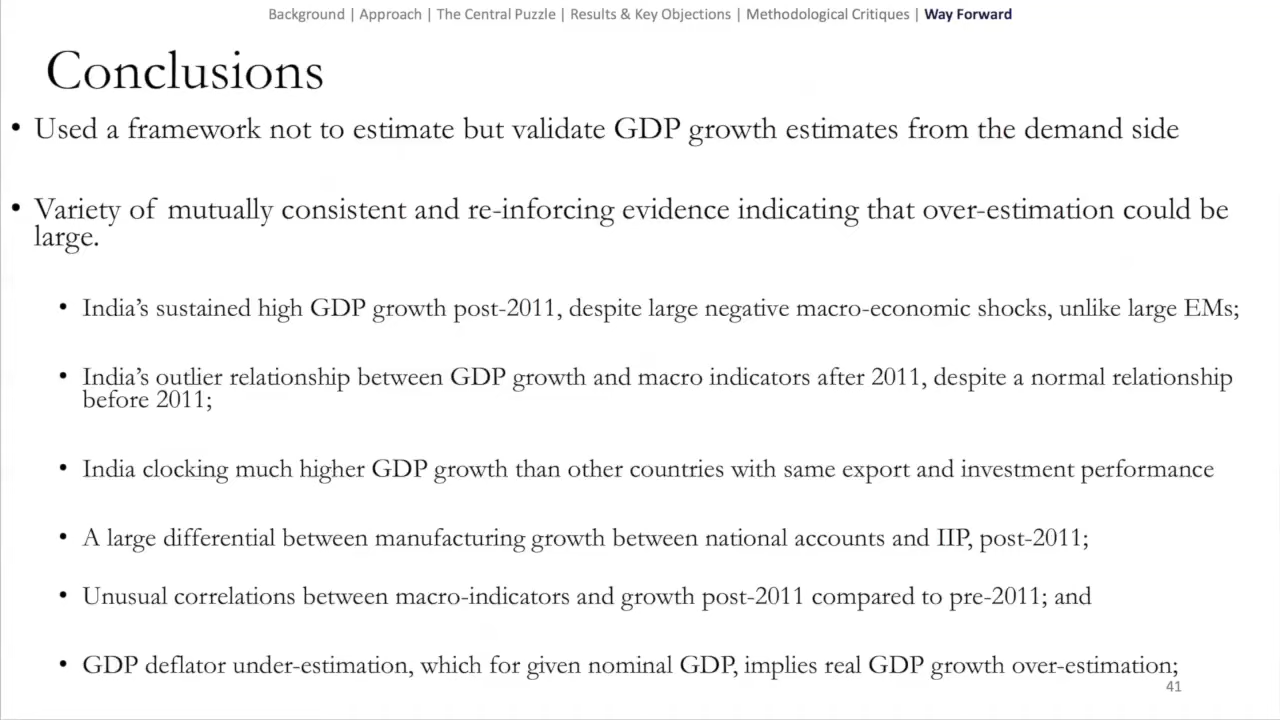 Background | Approach | The Central Puzzle | Results & Key Objections | Methodological Critiques | Way Forward
Conclusions
• Used a framework not to estimate but validate GDP growth estimates from the demand side
• Variety of mutually consistent and re-inforcing evidence indicating that over-estimation could be
large.
• India’s sustained high GDP growth post-2011, despite large negative macro-economic shocks, unlike large EMs;
• India’s outlier relationship between GDP growth and macro indicators after 2011, despite a normal relationship
before 2011;
• India clocking much higher GDP growth than other countries with same export and investment performance
• A large differential between manufacturing growth between national accounts and IIP, post-2011;
• Unusual correlations between macro-indicators and growth post-2011 compared to pre-2011; and
• GDP deflator under-estimation, which for given nominal GDP, implies real GDP growth over-estimation;
41